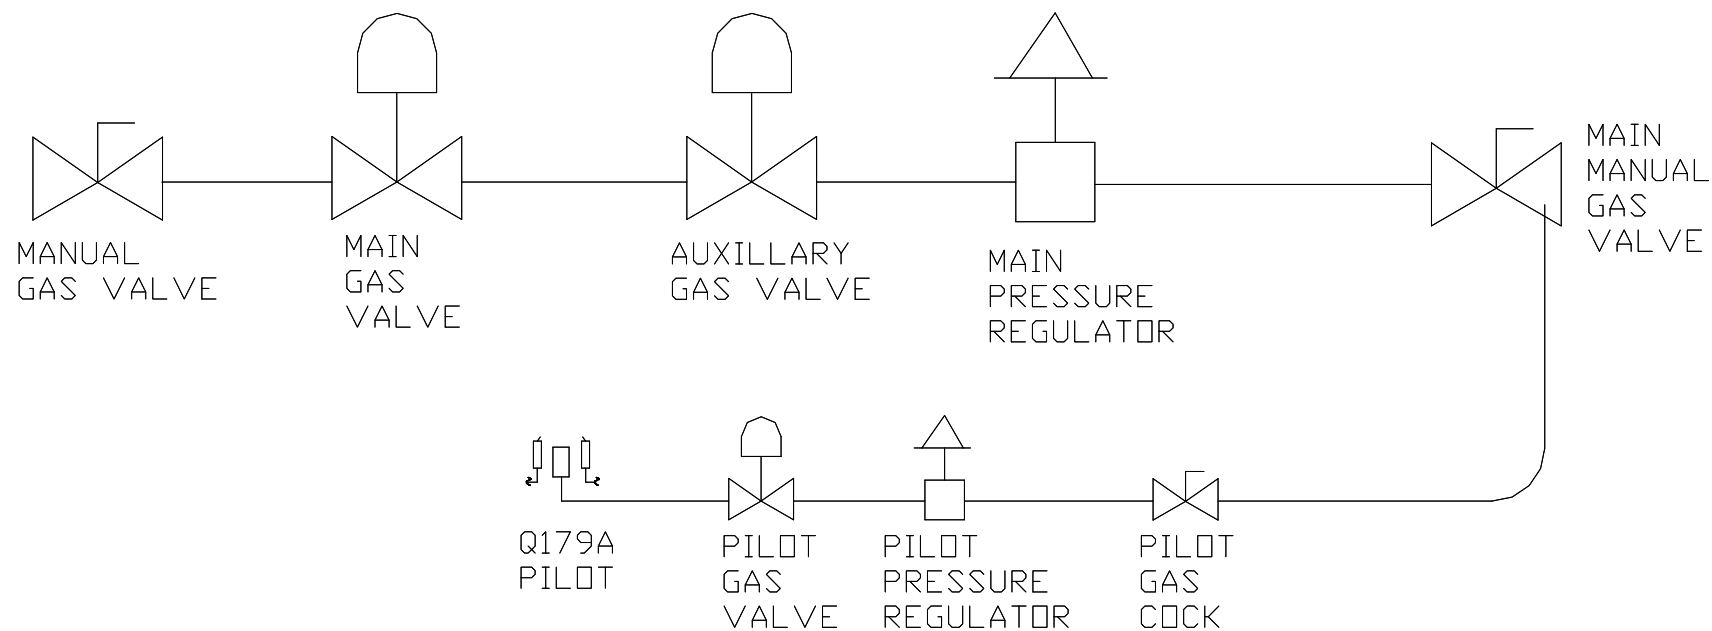 MANUAL
GAS VALVE
MAIN
GAS
VALVE
AUXILLARY
GAS VALVE
MAIN
PRESSURE
REGULATOR
MAIN
MANUAL
GAS
VALVE
Q179A
PILOT
PILOT
GAS
VALVE
PILOT
PRESSURE
REGULATOR
PILOT
GAS
COCK